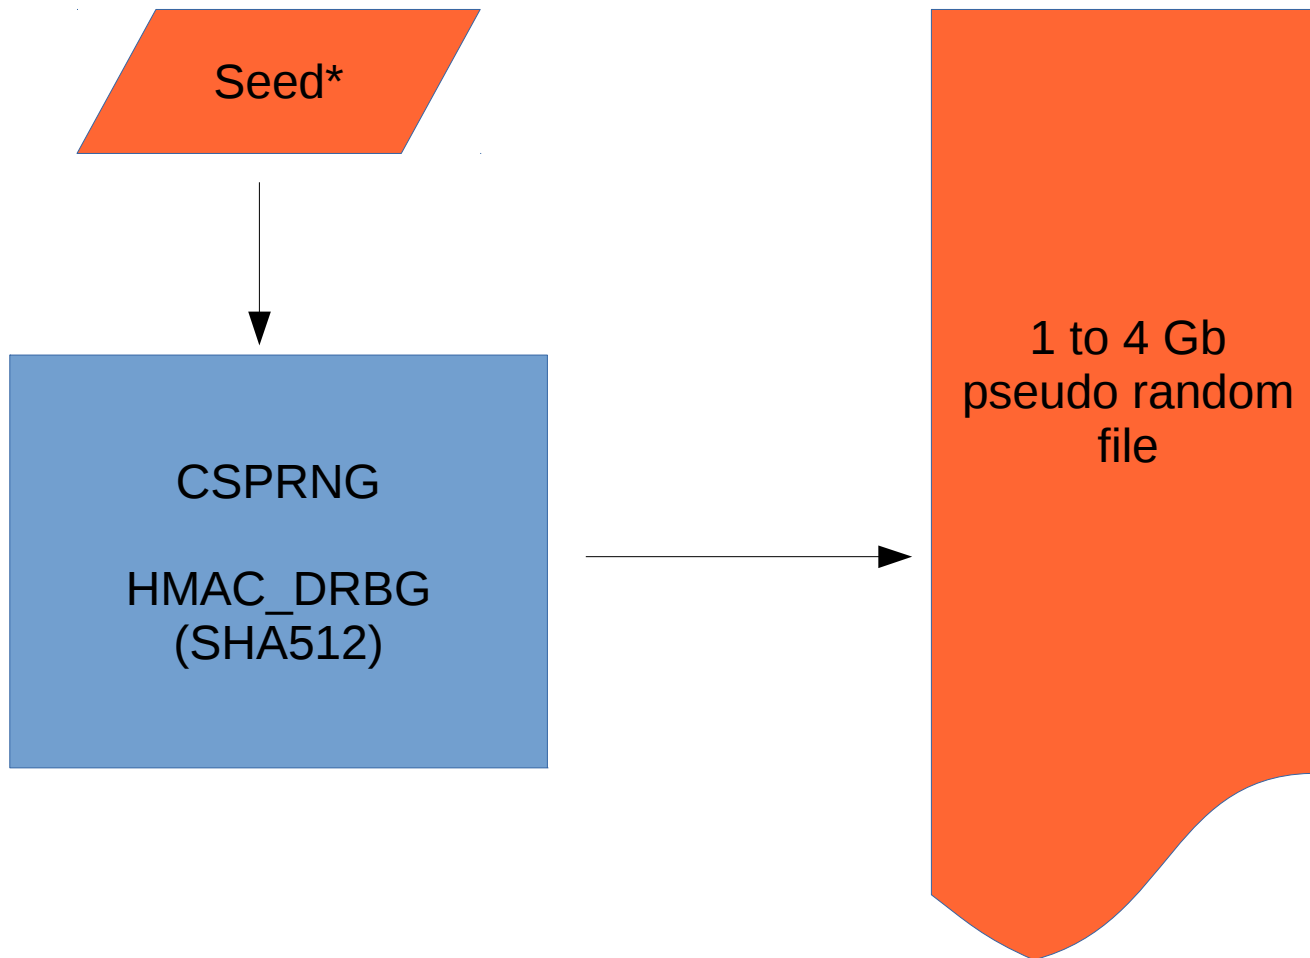 Seed*
CSPRNG
HMAC_DRBG
(SHA512)
1 to 4 Gb
pseudo random
file